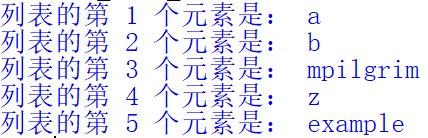 列表的第 1 个元素是： a
列表的第 2 个元素是： b
列表的第 3 个元素是： mpilgrim
列表的第 4 个元素是： z
列表的第 5 个元素是： example